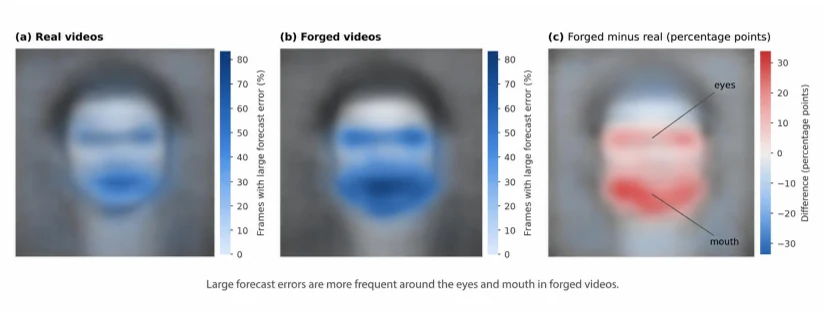 (a) Real videos
80
70
60
50
40
30
20
10
0
Frames with large forecast error (%)
(b) Forged videos
80
70
60
50
40
30
20
10
0
Frames with large forecast error (%)
(c) Forged minus real (percentage points)
eyes
mouth
30
20
10
0
−10
−20
−30
Difference (percentage points)
Large forecast errors are more frequent around the eyes and mouth in forged videos.